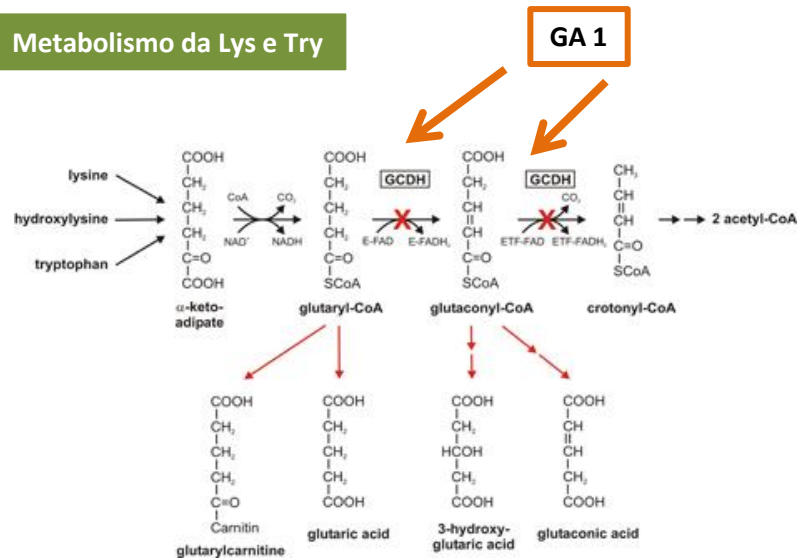 Metabolismo da Lys e Try
GA 1
lysine
hydroxylysine
tryptophan
COOH
CH₂
CH₂
CH₂
C=O
COOH
α-keto-
adipate
CoA
CO₂
NAD⁺
NADH
COOH
CH₂
CH₂
CH₂
C=O
SCoA
glutaryl-CoA
GCDH
X
E-FAD
E-FADH₂
COOH
CH₂
CH
CH
C=O
SCoA
glutaconyl-CoA
GCDH
CO₂
X
ETF-FAD
ETF-FADH₂
CH₃
CH
CH
C=O
SCoA
crotonyl-CoA
2 acetyl-CoA
COOH
CH₂
CH₂
CH₂
C=O
Carnitin
glutarylcarnitine
COOH
CH₂
CH₂
CH₂
COOH
glutaric acid
COOH
CH₂
HCOH
CH₂
COOH
3-hydroxy-
glutaric acid
COOH
CH
CH
CH₂
COOH
glutaconic acid